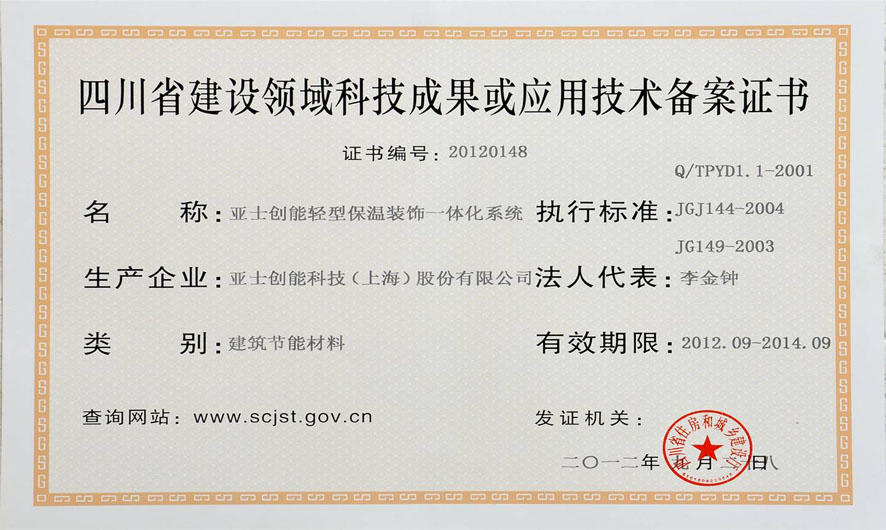 四川省建设领域科技成果或应用技术备案证书
证书编号：20120148
Q/TPYD1.1-2001
名 称：亚士创能轻型保温装饰一体化系统 执行标准：JGJ144-2004
JG149-2003
生产企业：亚士创能科技（上海）股份有限公司 法人代表：李金钟
类 别：建筑节能材料 有效期限：2012.09-2014.09
查询网站：www.scjst.gov.cn 发证机关：
四川省住房和城乡建设厅
二〇一二年 月二十八日